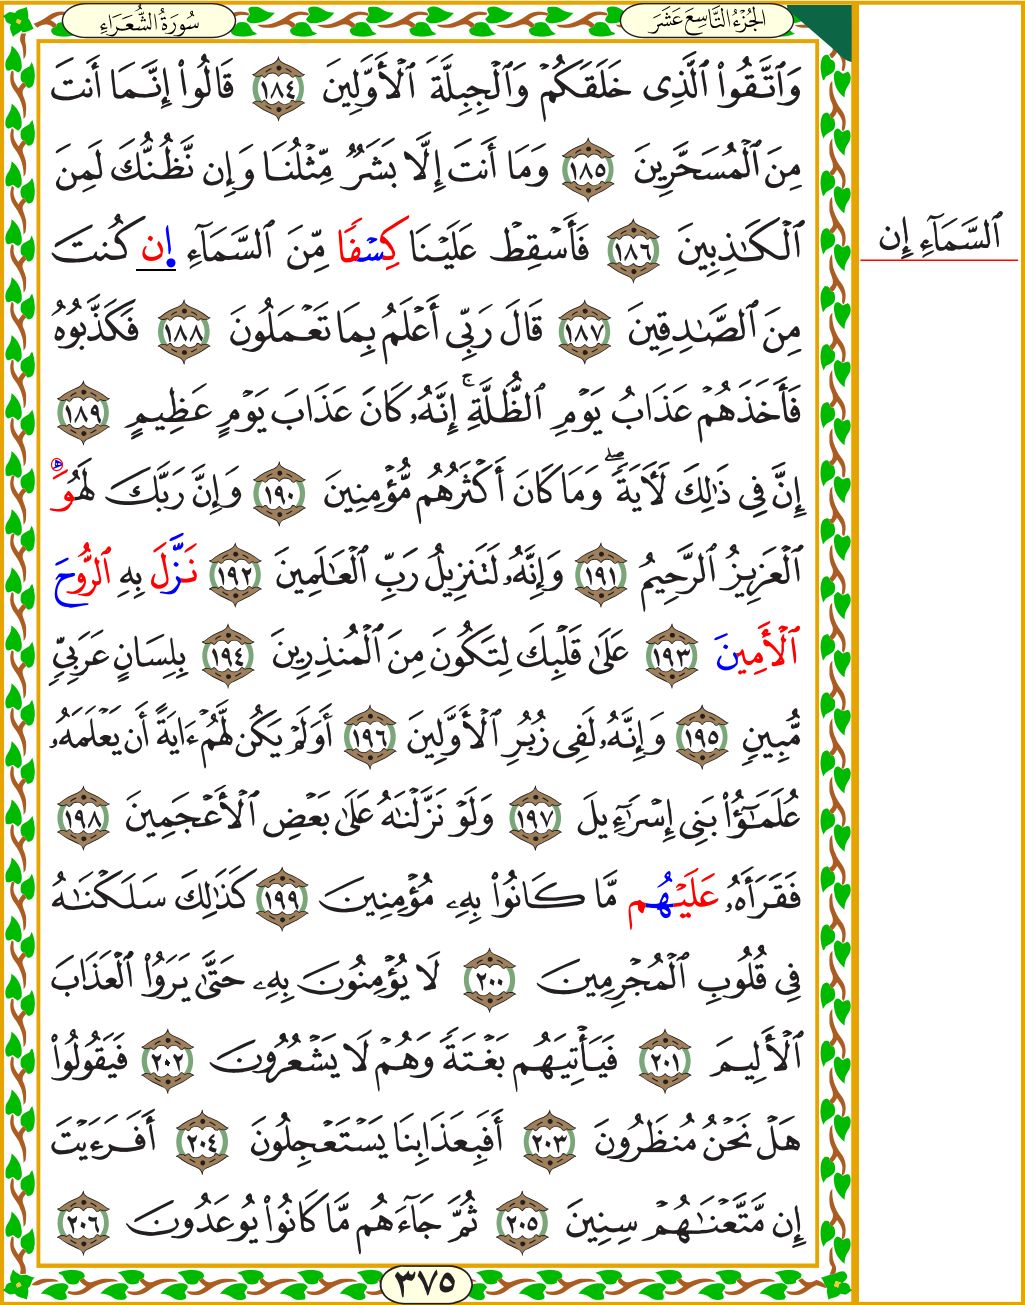 سُورَةُ الشُّعَرَاءِ
الجُزْءُ التَّاسِعَ عَشَرَ
وَٱتَّقُوا۟ ٱلَّذِى خَلَقَكُمْ وَٱلْجِبِلَّةَ ٱلْأَوَّلِينَ ١٨٤ قَالُوٓا۟ إِنَّمَآ أَنتَ
مِنَ ٱلْمُسَحَّرِينَ ١٨٥ وَمَآ أَنتَ إِلَّا بَشَرٌ مِّثْلُنَا وَإِن نَّظُنُّكَ لَمِنَ
ٱلْكَـٰذِبِينَ ١٨٦ فَأَسْقِطْ عَلَيْنَا كِسْفًا مِّنَ ٱلسَّمَآءِ إِن كُنتَ
مِنَ ٱلصَّـٰدِقِينَ ١٨٧ قَالَ رَبِّىٓ أَعْلَمُ بِمَا تَعْمَلُونَ ١٨٨ فَكَذَّبُوهُ
فَأَخَذَهُمْ عَذَابُ يَوْمِ ٱلظُّلَّةِ ۚ إِنَّهُۥ كَانَ عَذَابَ يَوْمٍ عَظِيمٍ ١٨٩
إِنَّ فِى ذَٰلِكَ لَـَٔايَةً ۖ وَمَا كَانَ أَكْثَرُهُم مُّؤْمِنِينَ ١٩٠ وَإِنَّ رَبَّكَ لَهُوَ
ٱلْعَزِيزُ ٱلرَّحِيمُ ١٩١ وَإِنَّهُۥ لَتَنزِيلُ رَبِّ ٱلْعَـٰلَمِينَ ١٩٢ نَزَّلَ بِهِ ٱلرُّوحَ
ٱلْأَمِينَ ١٩٣ عَلَىٰ قَلْبِكَ لِتَكُونَ مِنَ ٱلْمُنذِرِينَ ١٩٤ بِلِسَانٍ عَرَبِىٍّ
مُّبِينٍ ١٩٥ وَإِنَّهُۥ لَفِى زُبُرِ ٱلْأَوَّلِينَ ١٩٦ أَوَلَمْ يَكُن لَّهُمْ ءَايَةً أَن يَعْلَمَهُۥ
عُلَمَـٰٓؤُا۟ بَنِىٓ إِسْرَٰٓءِيلَ ١٩٧ وَلَوْ نَزَّلْنَـٰهُ عَلَىٰ بَعْضِ ٱلْأَعْجَمِينَ ١٩٨
فَقَرَأَهُۥ عَلَيْهُم مَّا كَانُوا۟ بِهِۦ مُؤْمِنِينَ ١٩٩ كَذَٰلِكَ سَلَكْنَـٰهُ
فِى قُلُوبِ ٱلْمُجْرِمِينَ ٢٠٠ لَا يُؤْمِنُونَ بِهِۦ حَتَّىٰ يَرَوُا۟ ٱلْعَذَابَ
ٱلْأَلِيمَ ٢٠١ فَيَأْتِيَهُم بَغْتَةً وَهُمْ لَا يَشْعُرُونَ ٢٠٢ فَيَقُولُوا۟
هَلْ نَحْنُ مُنظَرُونَ ٢٠٣ أَفَبِعَذَابِنَا يَسْتَعْجِلُونَ ٢٠٤ أَفَرَءَيْتَ
إِن مَّتَّعْنَـٰهُمْ سِنِينَ ٢٠٥ ثُمَّ جَآءَهُم مَّا كَانُوا۟ يُوعَدُونَ ٢٠٦
٣٧٥
ٱلسَّمَآءِ إِن